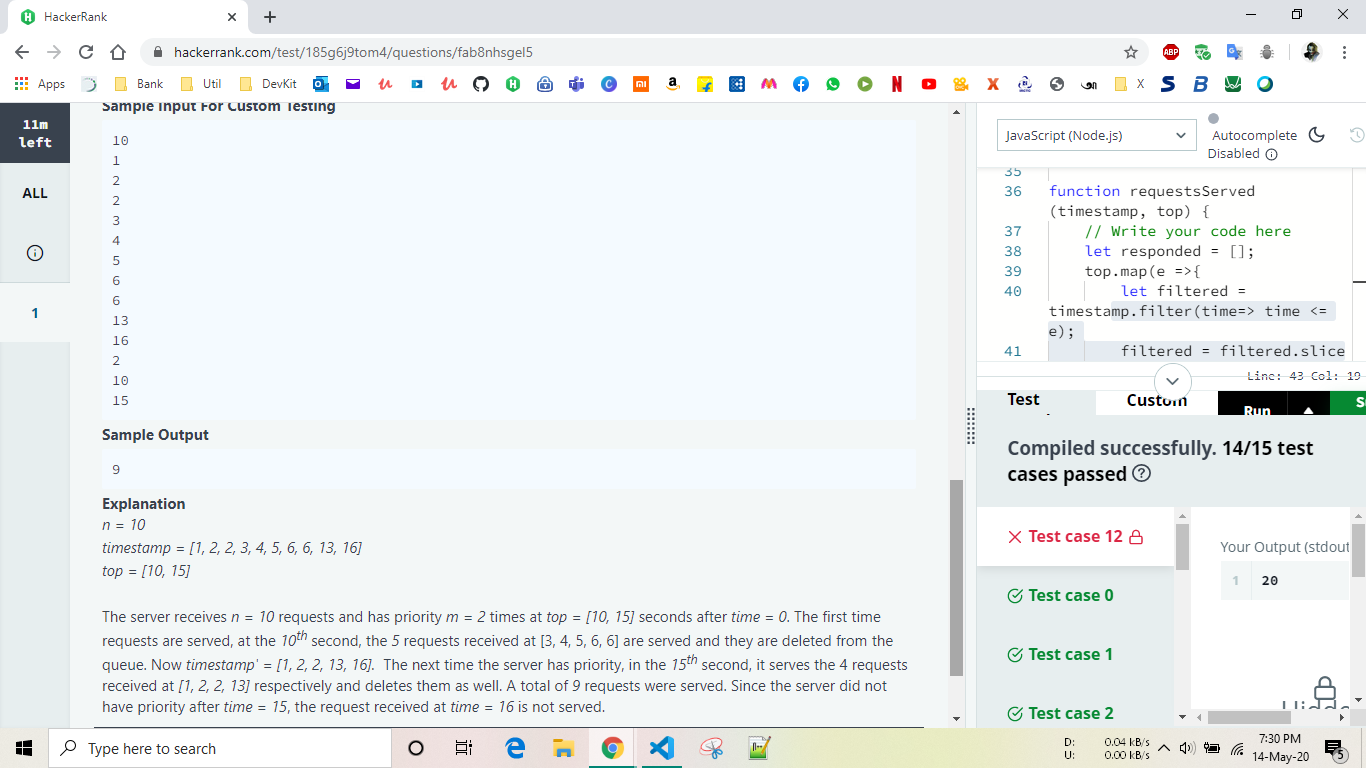 HackerRank
hackerrank.com/test/185g6j9tom4/questions/fab8nhsgel5
ABP
Apps
Bank
Util
DevKit
X
11m
left
ALL
1
Sample Input For Custom Testing
10
1
2
2
3
4
5
6
6
13
16
2
10
15
Sample Output
9
Explanation
n = 10
timestamp = [1, 2, 2, 3, 4, 5, 6, 6, 13, 16]
top = [10, 15]
The server receives n = 10 requests and has priority m = 2 times at top = [10, 15] seconds after time = 0. The first time
requests are served, at the 10th second, the 5 requests received at [3, 4, 5, 6, 6] are served and they are deleted from the
queue. Now timestamp' = [1, 2, 2, 13, 16]. The next time the server has priority, in the 15th second, it serves the 4 requests
received at [1, 2, 2, 13] respectively and deletes them as well. A total of 9 requests were served. Since the server did not
have priority after time = 15, the request received at time = 16 is not served.
JavaScript (Node.js)
Autocomplete
Disabled
35
36 function requestsServed
(timestamp, top) {
37 // Write your code here
38 let responded = [];
39 top.map(e =>{
40 let filtered =
timestamp.filter(time=> time <=
e);
41 filtered = filtered.slice
Line: 43 Col: 19
Test
Custom
Run
S
Compiled successfully. 14/15 test
cases passed
Test case 12
Test case 0
Test case 1
Test case 2
Your Output (stdout
1 20
Type here to search
D: 0.04 kB/s
U: 0.00 kB/s
7:30 PM
14-May-20
5